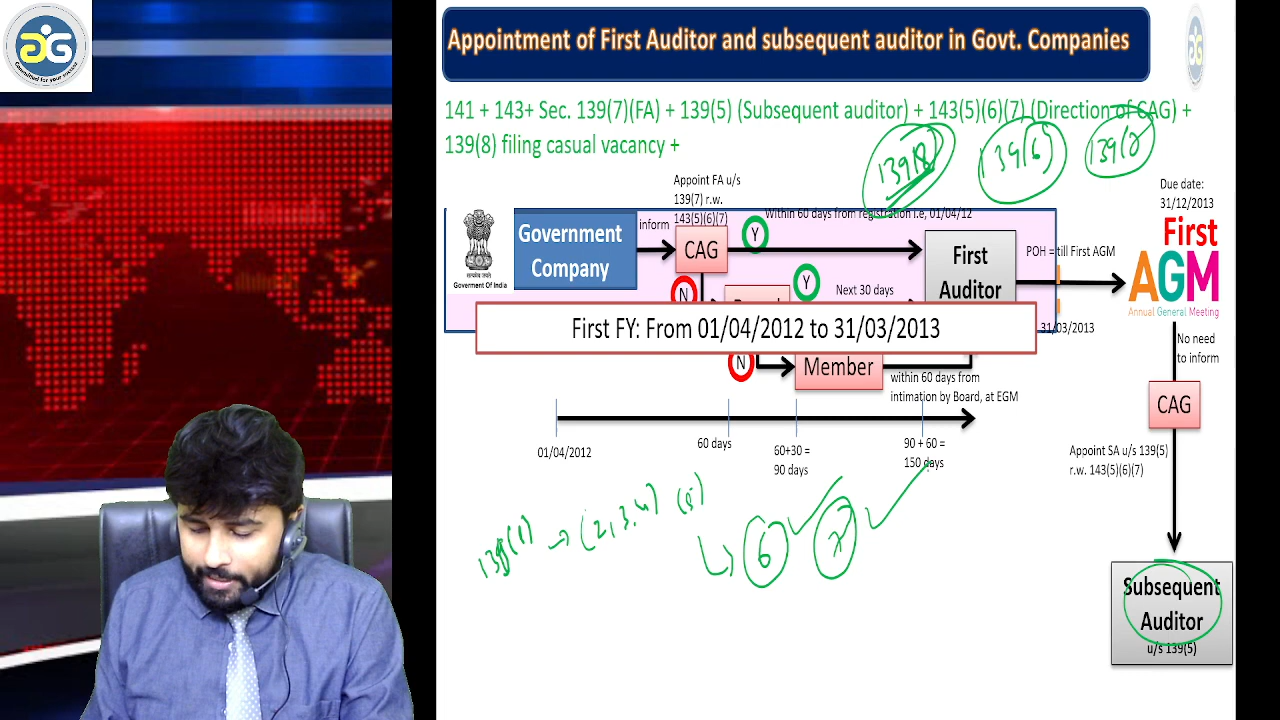 Appointment of First Auditor and subsequent auditor in Govt. Companies
141 + 143+ Sec. 139(7)(FA) + 139(5) (Subsequent auditor) + 143(5)(6)(7) (Direction of CAG) +
139(8) filing casual vacancy +
139(8)
139(6)
Appoint FA u/s
139(7) r.w.
143(5)(6)(7)
Within 60 days from registration i.e, 01/04/12
Due date:
31/12/2013
Government
Company
Goverment Of India
inform
CAG
Y
First
Auditor
POH = till First AGM
First
AGM
Annual General Meeting
N
Y
Next 30 days
First FY: From 01/04/2012 to 31/03/2013
31/03/2013
No need
to inform
N
Member
within 60 days from
intimation by Board, at EGM
CAG
01/04/2012
60 days
60+30 =
90 days
90 + 60 =
150 days
Appoint SA u/s 139(5)
r.w. 143(5)(6)(7)
6
Subsequent
Auditor
u/s 139(5)